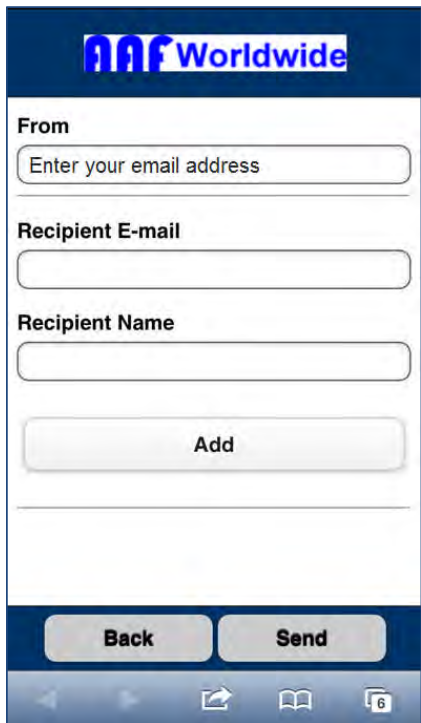 AAF Worldwide
From
Enter your email address
Recipient E-mail
Recipient Name
Add
Back Send
6